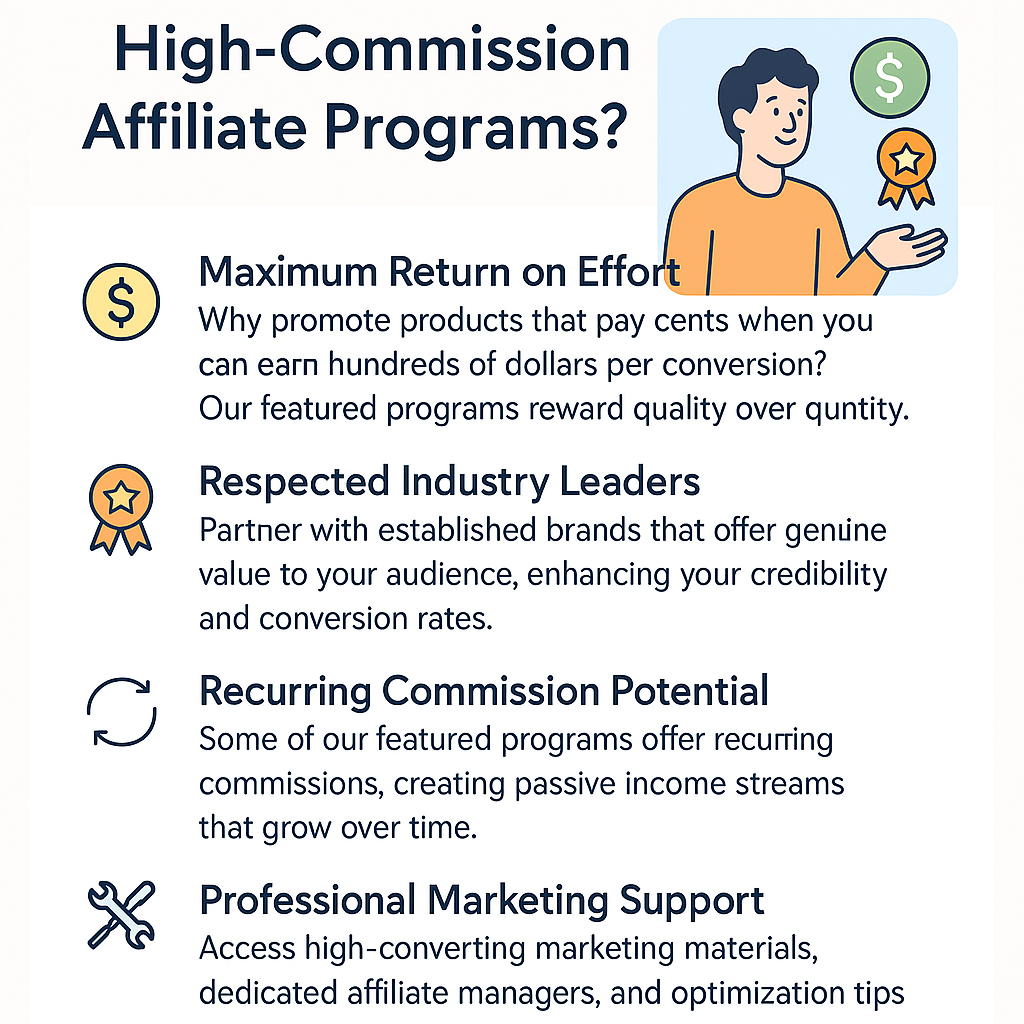 High-Commission
Affiliate Programs?
$
Maximum Return on Effort
$
Why promote products that pay cents when you
can earn hundreds of dollars per conversion?
Our featured programs reward quality over quntity.
Respected Industry Leaders
Partner with established brands that offer genuine
value to your audience, enhancing your credibility
and conversion rates.
Recurring Commission Potential
Some of our featured programs offer recurring
commissions, creating passive income streams
that grow over time.
Professional Marketing Support
Access high-converting marketing materials,
dedicated affiliate managers, and optimization tips